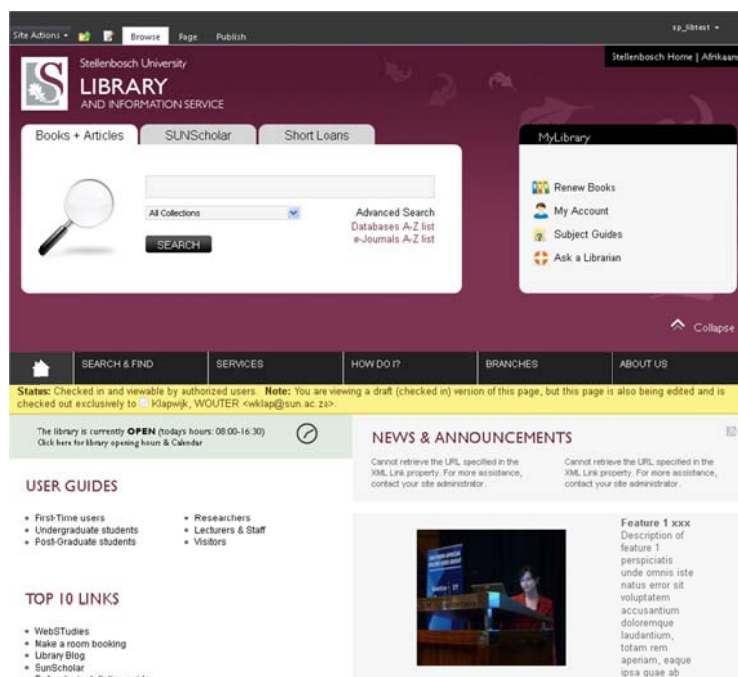 Site Actions
Browse
Page
Publish
sp_libtest
Stellenbosch Home | Afrikaans
Stellenbosch University
LIBRARY
AND INFORMATION SERVICE
Books + Articles
SUNScholar
Short Loans
MyLibrary
All Collections
Advanced Search
Databases A-Z list
e-Journals A-Z list
SEARCH
Renew Books
My Account
Subject Guides
Ask a Librarian
Collapse
SEARCH & FIND
SERVICES
HOW DO I?
BRANCHES
ABOUT US
Status: Checked in and viewable by authorized users. Note: You are viewing a draft (checked in) version of this page, but this page is also being edited and is
checked out exclusively to Klapwijk, WOUTER <wklap@sun.ac.za>.
The library is currently OPEN (today's hours: 08:00-16:30)
Click here for library opening hours & Calendar
USER GUIDES
First-Time users
Undergraduate students
Post-Graduate students
Researchers
Lecturers & Staff
Visitors
TOP 10 LINKS
WebSTudies
Make a room booking
Library Blog
SunScholar
NEWS & ANNOUNCEMENTS
Cannot retrieve the URL specified in the
XML Link property. For more assistance,
contact your site administrator.
Cannot retrieve the URL specified in the
XML Link property. For more assistance,
contact your site administrator.
Feature 1 xxx
Description of
feature 1
perspiciatis
unde omnis iste
natus error sit
voluptatem
accusantium
doloremque
laudantium,
totam rem
aperiam, eaque
ipsa quae ab